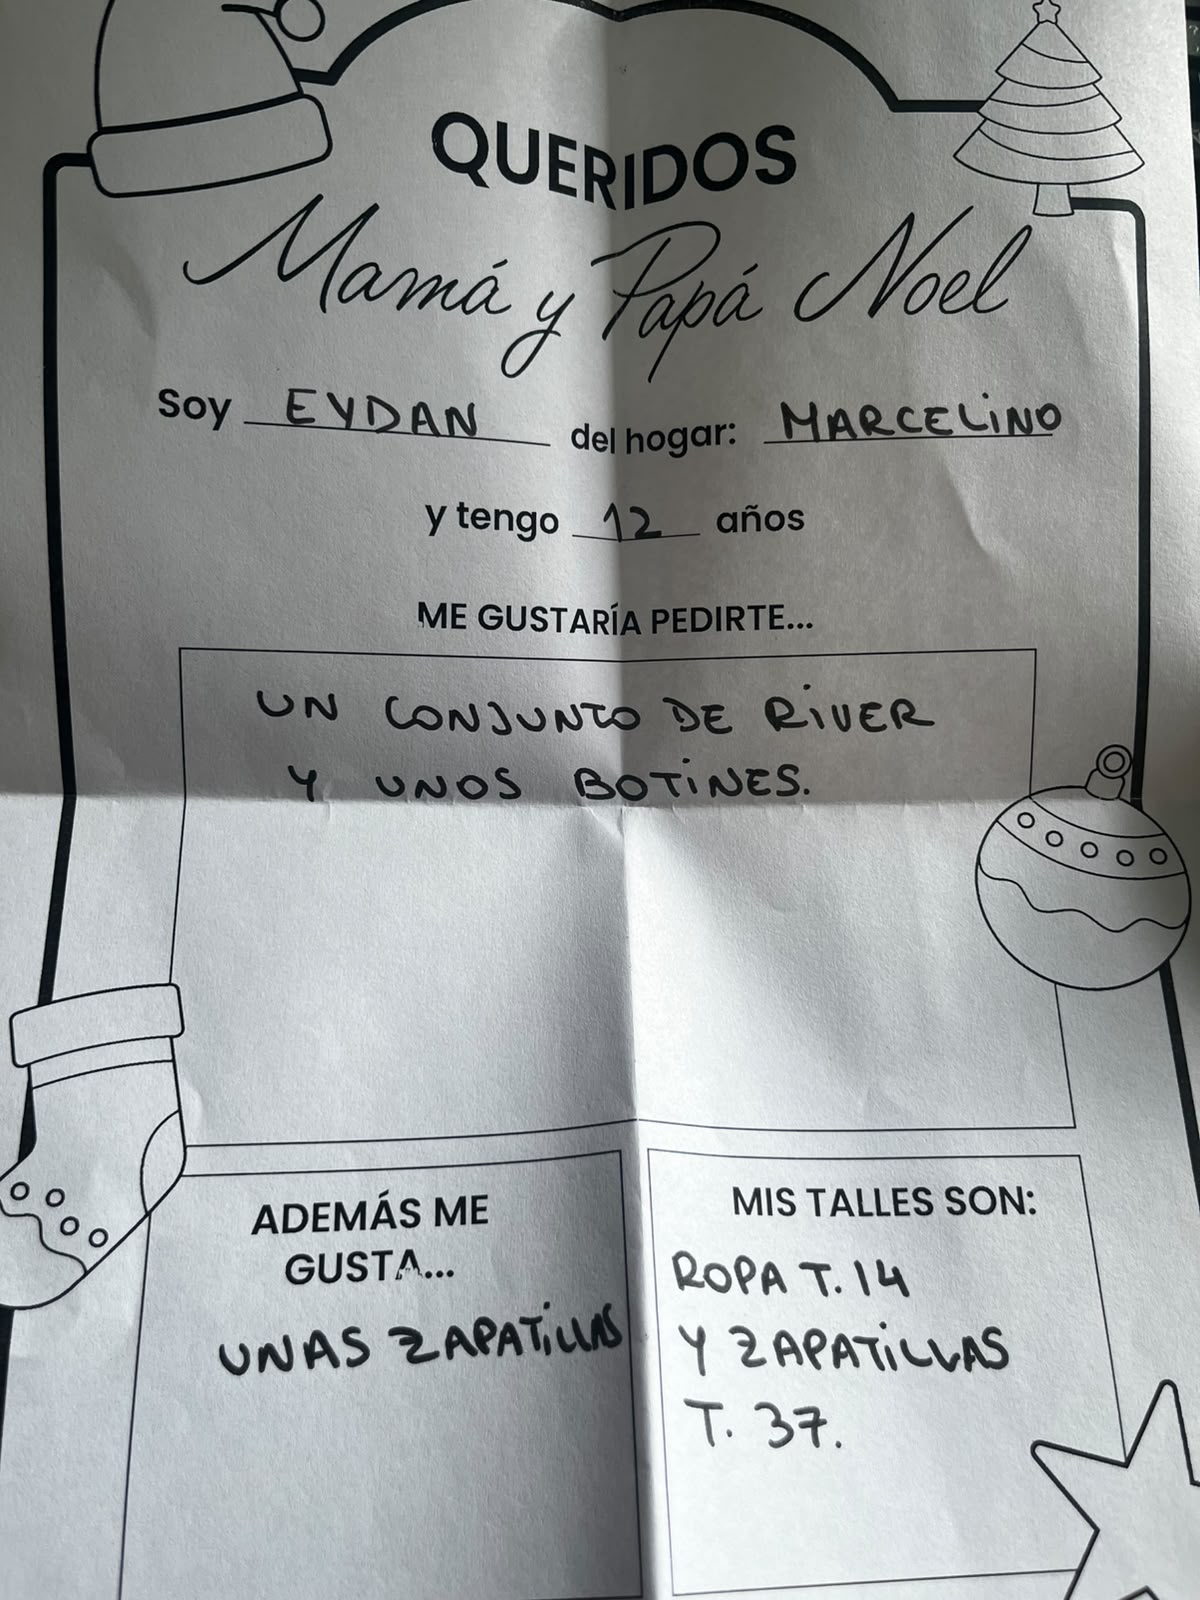 QUERIDOS
Mamá y Papá Noel
Soy EYDAN del hogar: MARCELINO
y tengo 12 años
ME GUSTARÍA PEDIRTE...
UN CONJUNTO DE RIVER
Y UNOS BOTINES.
ADEMÁS ME
GUSTA...
UNAS ZAPATILLAS
MIS TALLES SON:
ROPA T. 14
Y ZAPATILLAS
T. 37.